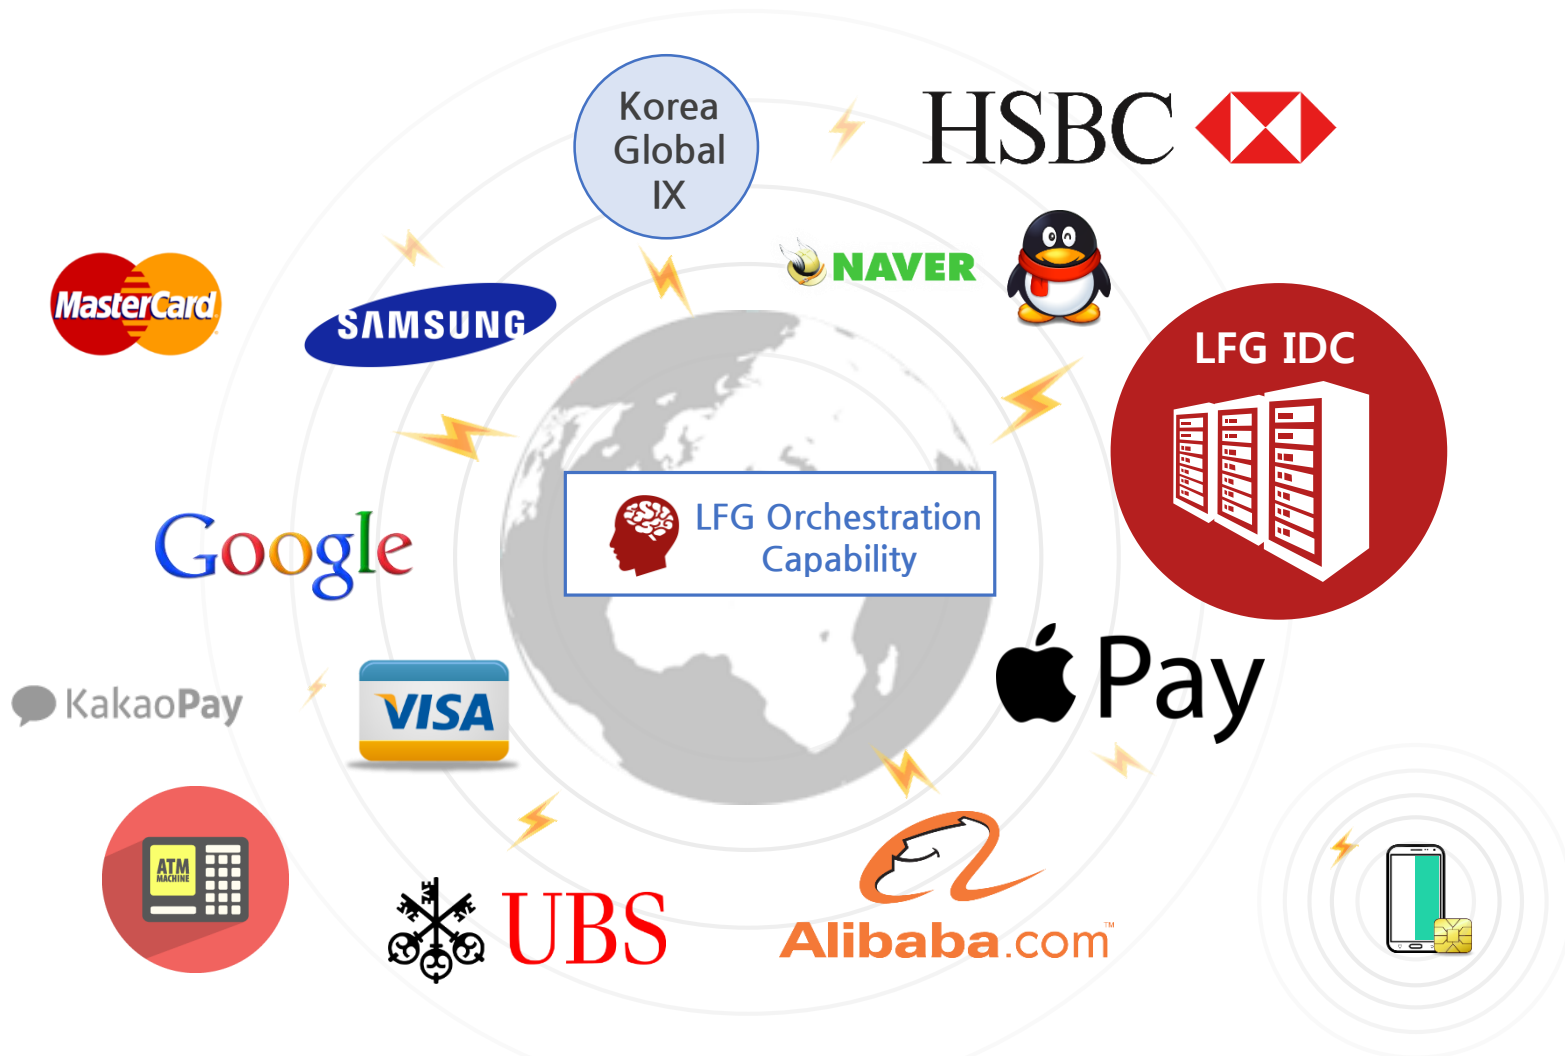 Korea
Global
IX
HSBC
NAVER
MasterCard
SAMSUNG
LFG IDC
LFG Orchestration
Capability
Google
Pay
KakaoPay
VISA
ATM
MACHINE
UBS
Alibaba.com™